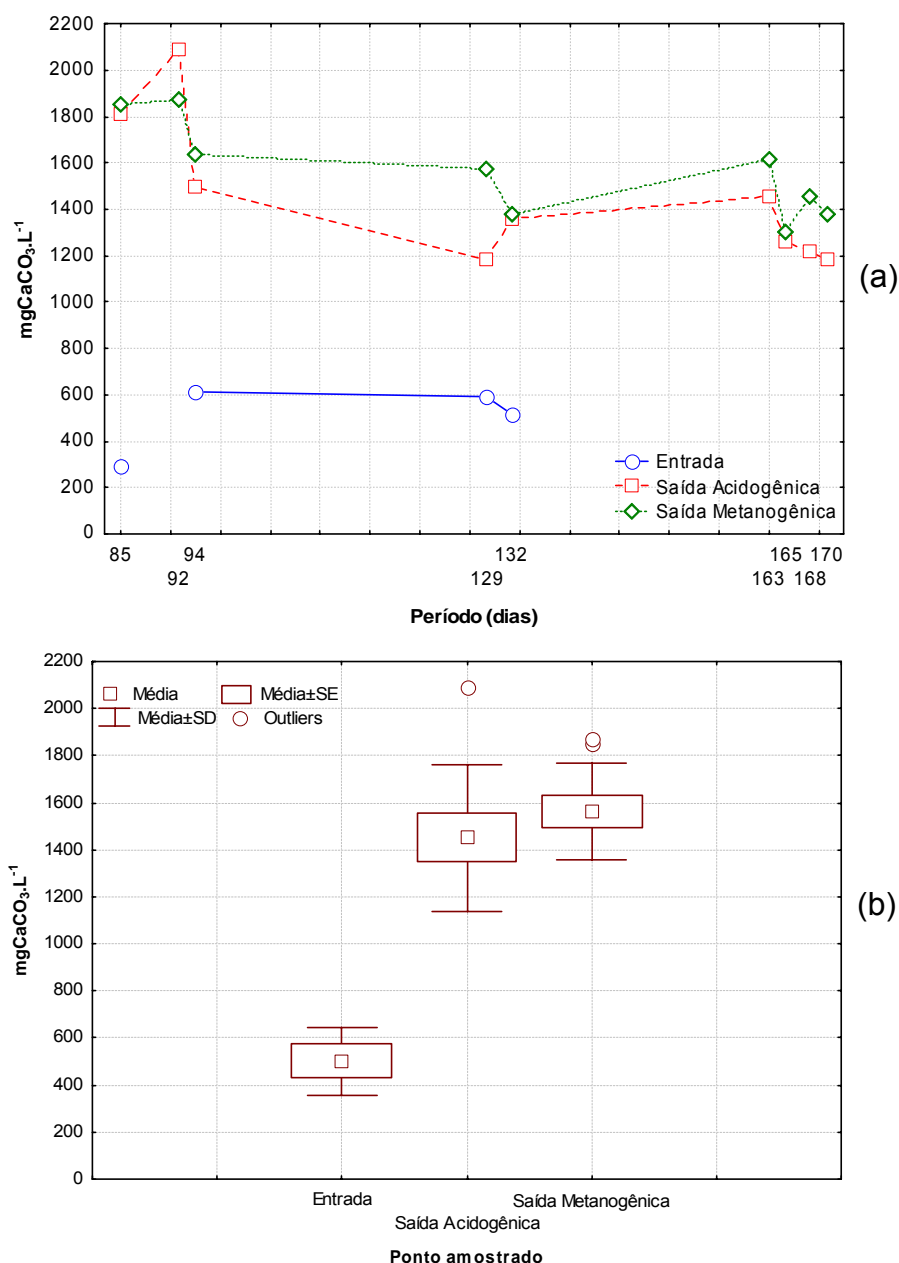 2200
2000
1800
1600
1400
1200
1000
800
600
400
200
0
mgCaCO₃.L⁻¹
(a)
Entrada
Saída Acidogênica
Saída Metanogênica
85 94 132 165 170
92 129 163 168
Período (dias)
2200
2000
1800
1600
1400
1200
1000
800
600
400
200
0
mgCaCO₃.L⁻¹
(b)
Média Média±SE
Média±SD Outliers
Entrada Saída Metanogênica
Saída Acidogênica
Ponto amostrado